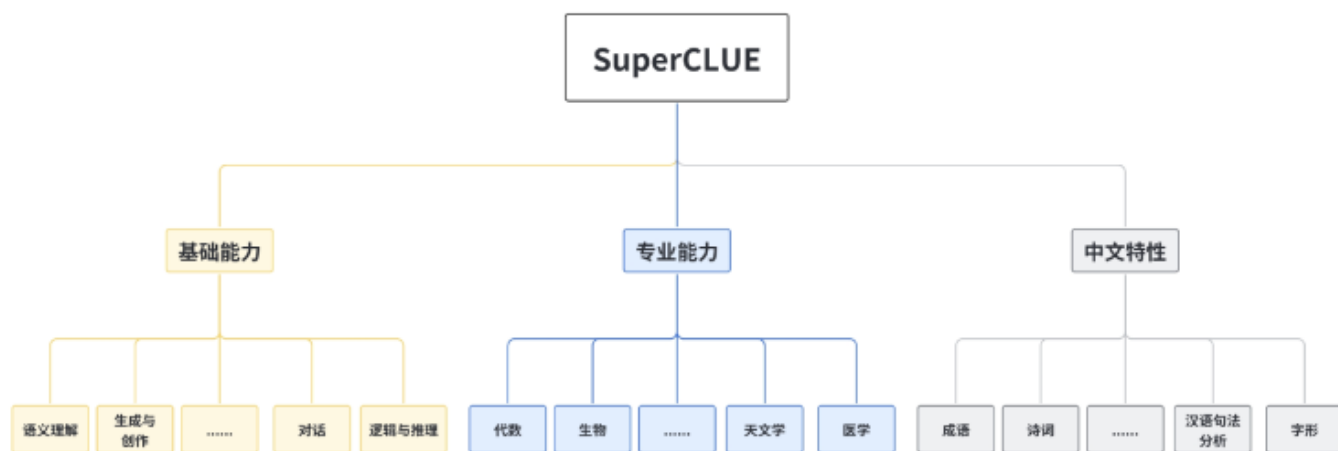 SuperCLUE
基础能力
专业能力
中文特性
语义理解
生成与
创作
......
对话
逻辑与推理
代数
生物
......
天文学
医学
成语
诗词
......
汉语句法
分析
字形